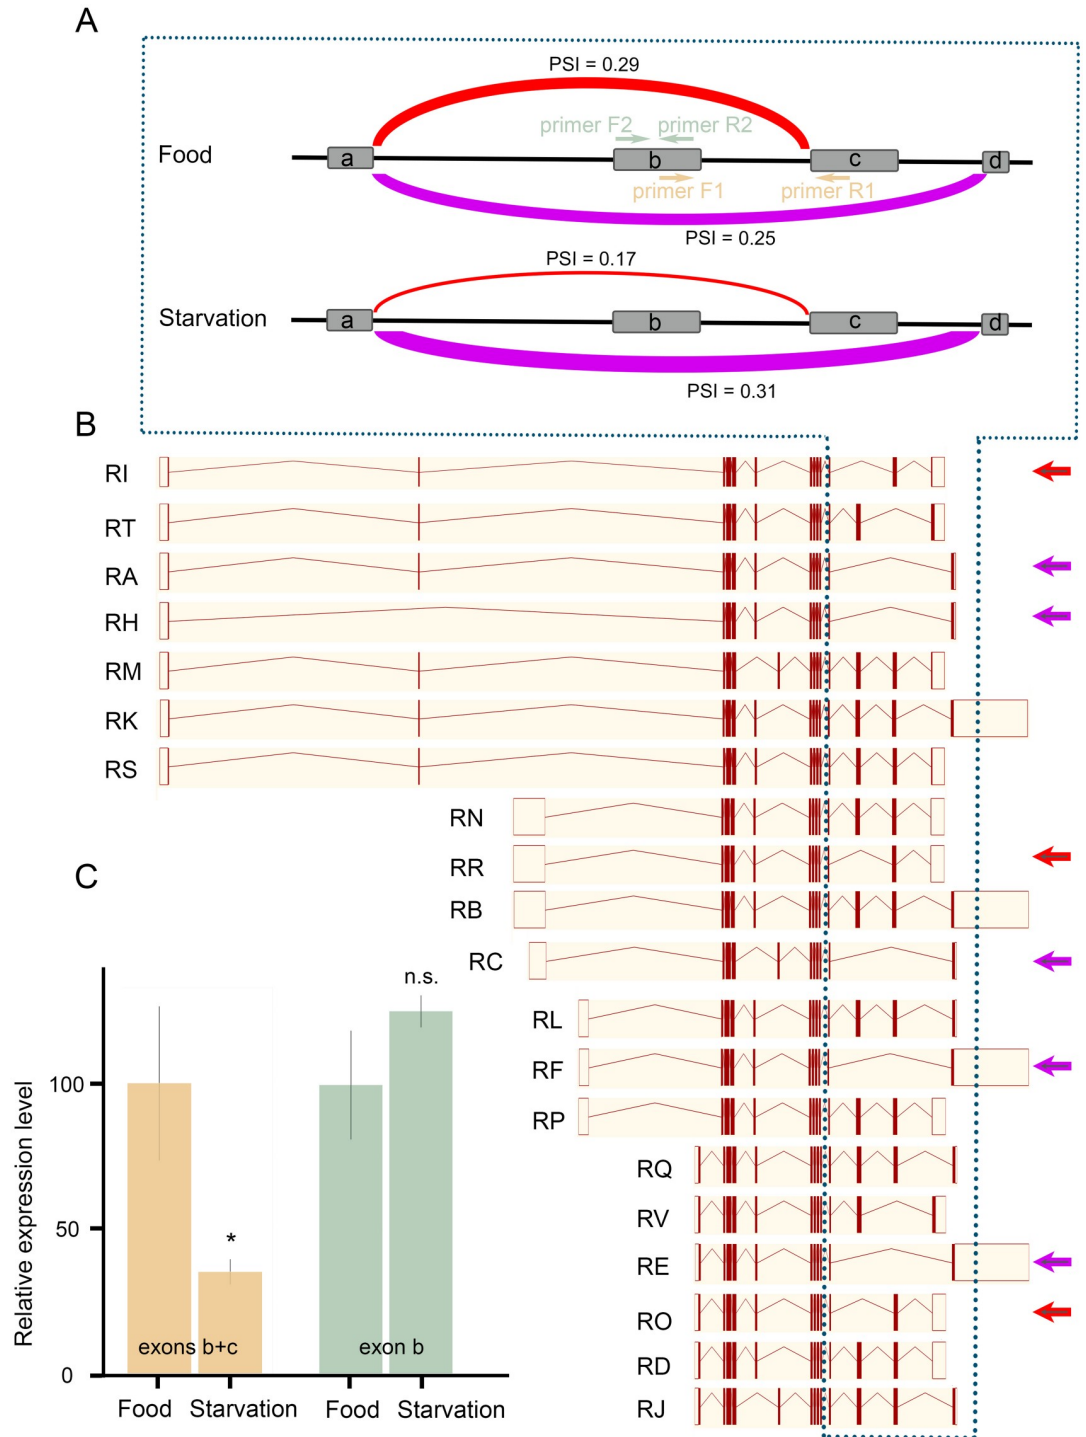 A
PSI = 0.29
primer F2 primer R2
Food
a b c d
primer F1 primer R1
PSI = 0.25
PSI = 0.17
Starvation
a b c d
PSI = 0.31
B
RI
RT
RA
RH
RM
RK
RS
RN
RR
RB
RC
RL
RF
RP
RQ
RV
RE
RO
RD
RJ
C
n.s.
*
Relative expression level
100
50
0
exons b+c exon b
Food Starvation Food Starvation